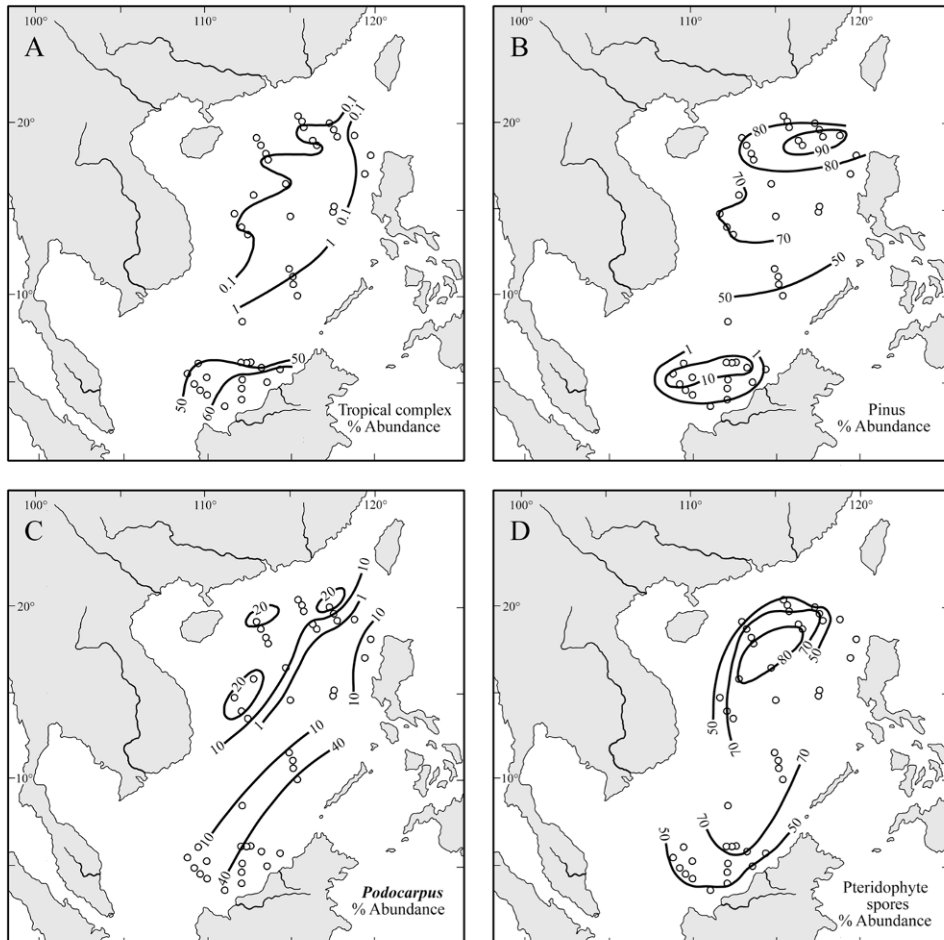 100° 110° 120° 100° 110° 120°
A B
0.1
0.1
80
20° 20°
90
80
70
0.1
1
70
0.1
10° 10°
1
50 50
50
1 1
10
50 60
Tropical complex Pinus
% Abundance % Abundance
100° 110° 120° 100° 110° 120°
C D
10
20 20 1
20° 10 20°
70 50
80
20
10
1
10 50 70
10
40 70
10° 10°
10 70
50 50
40
Podocarpus Pteridophyte
% Abundance spores
% Abundance